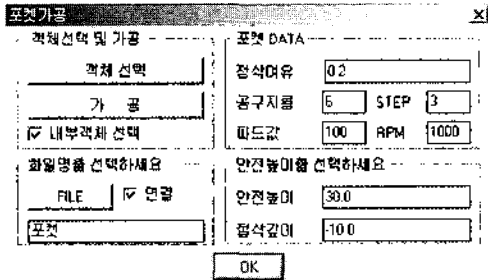 포켓가공
객체선택 및 가공
객체 선택
가 공
내부객체 선택
화일명을 선택하세요
FILE 연결
포켓
포켓 DATA
정삭여유 0.2
공구지름 6 STEP 3
피드값 100 RPM 1000
안전높이를 선택하세요
안전높이 30.0
절삭깊이 -10.0
OK